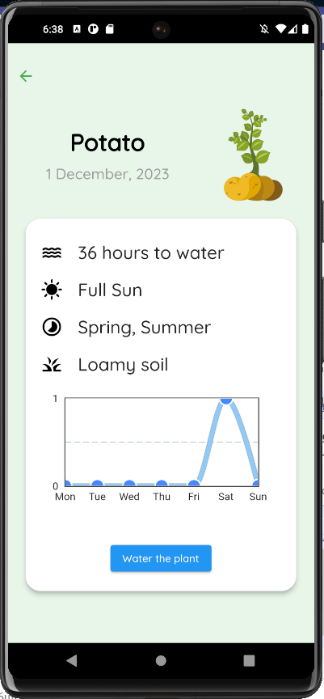 6:38
Potato
1 December, 2023
36 hours to water
Full Sun
Spring, Summer
Loamy soil
1
0
Mon Tue Wed Thu Fri Sat Sun
Water the plant